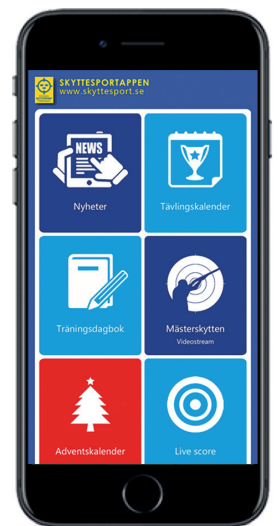 SKYTTESPORTAPPEN
www.skyttesport.se
NEWS
Nyheter
Tävlingskalender
Träningsdagbok
Mästerskytten
Videostream
Adventskalender
Live score